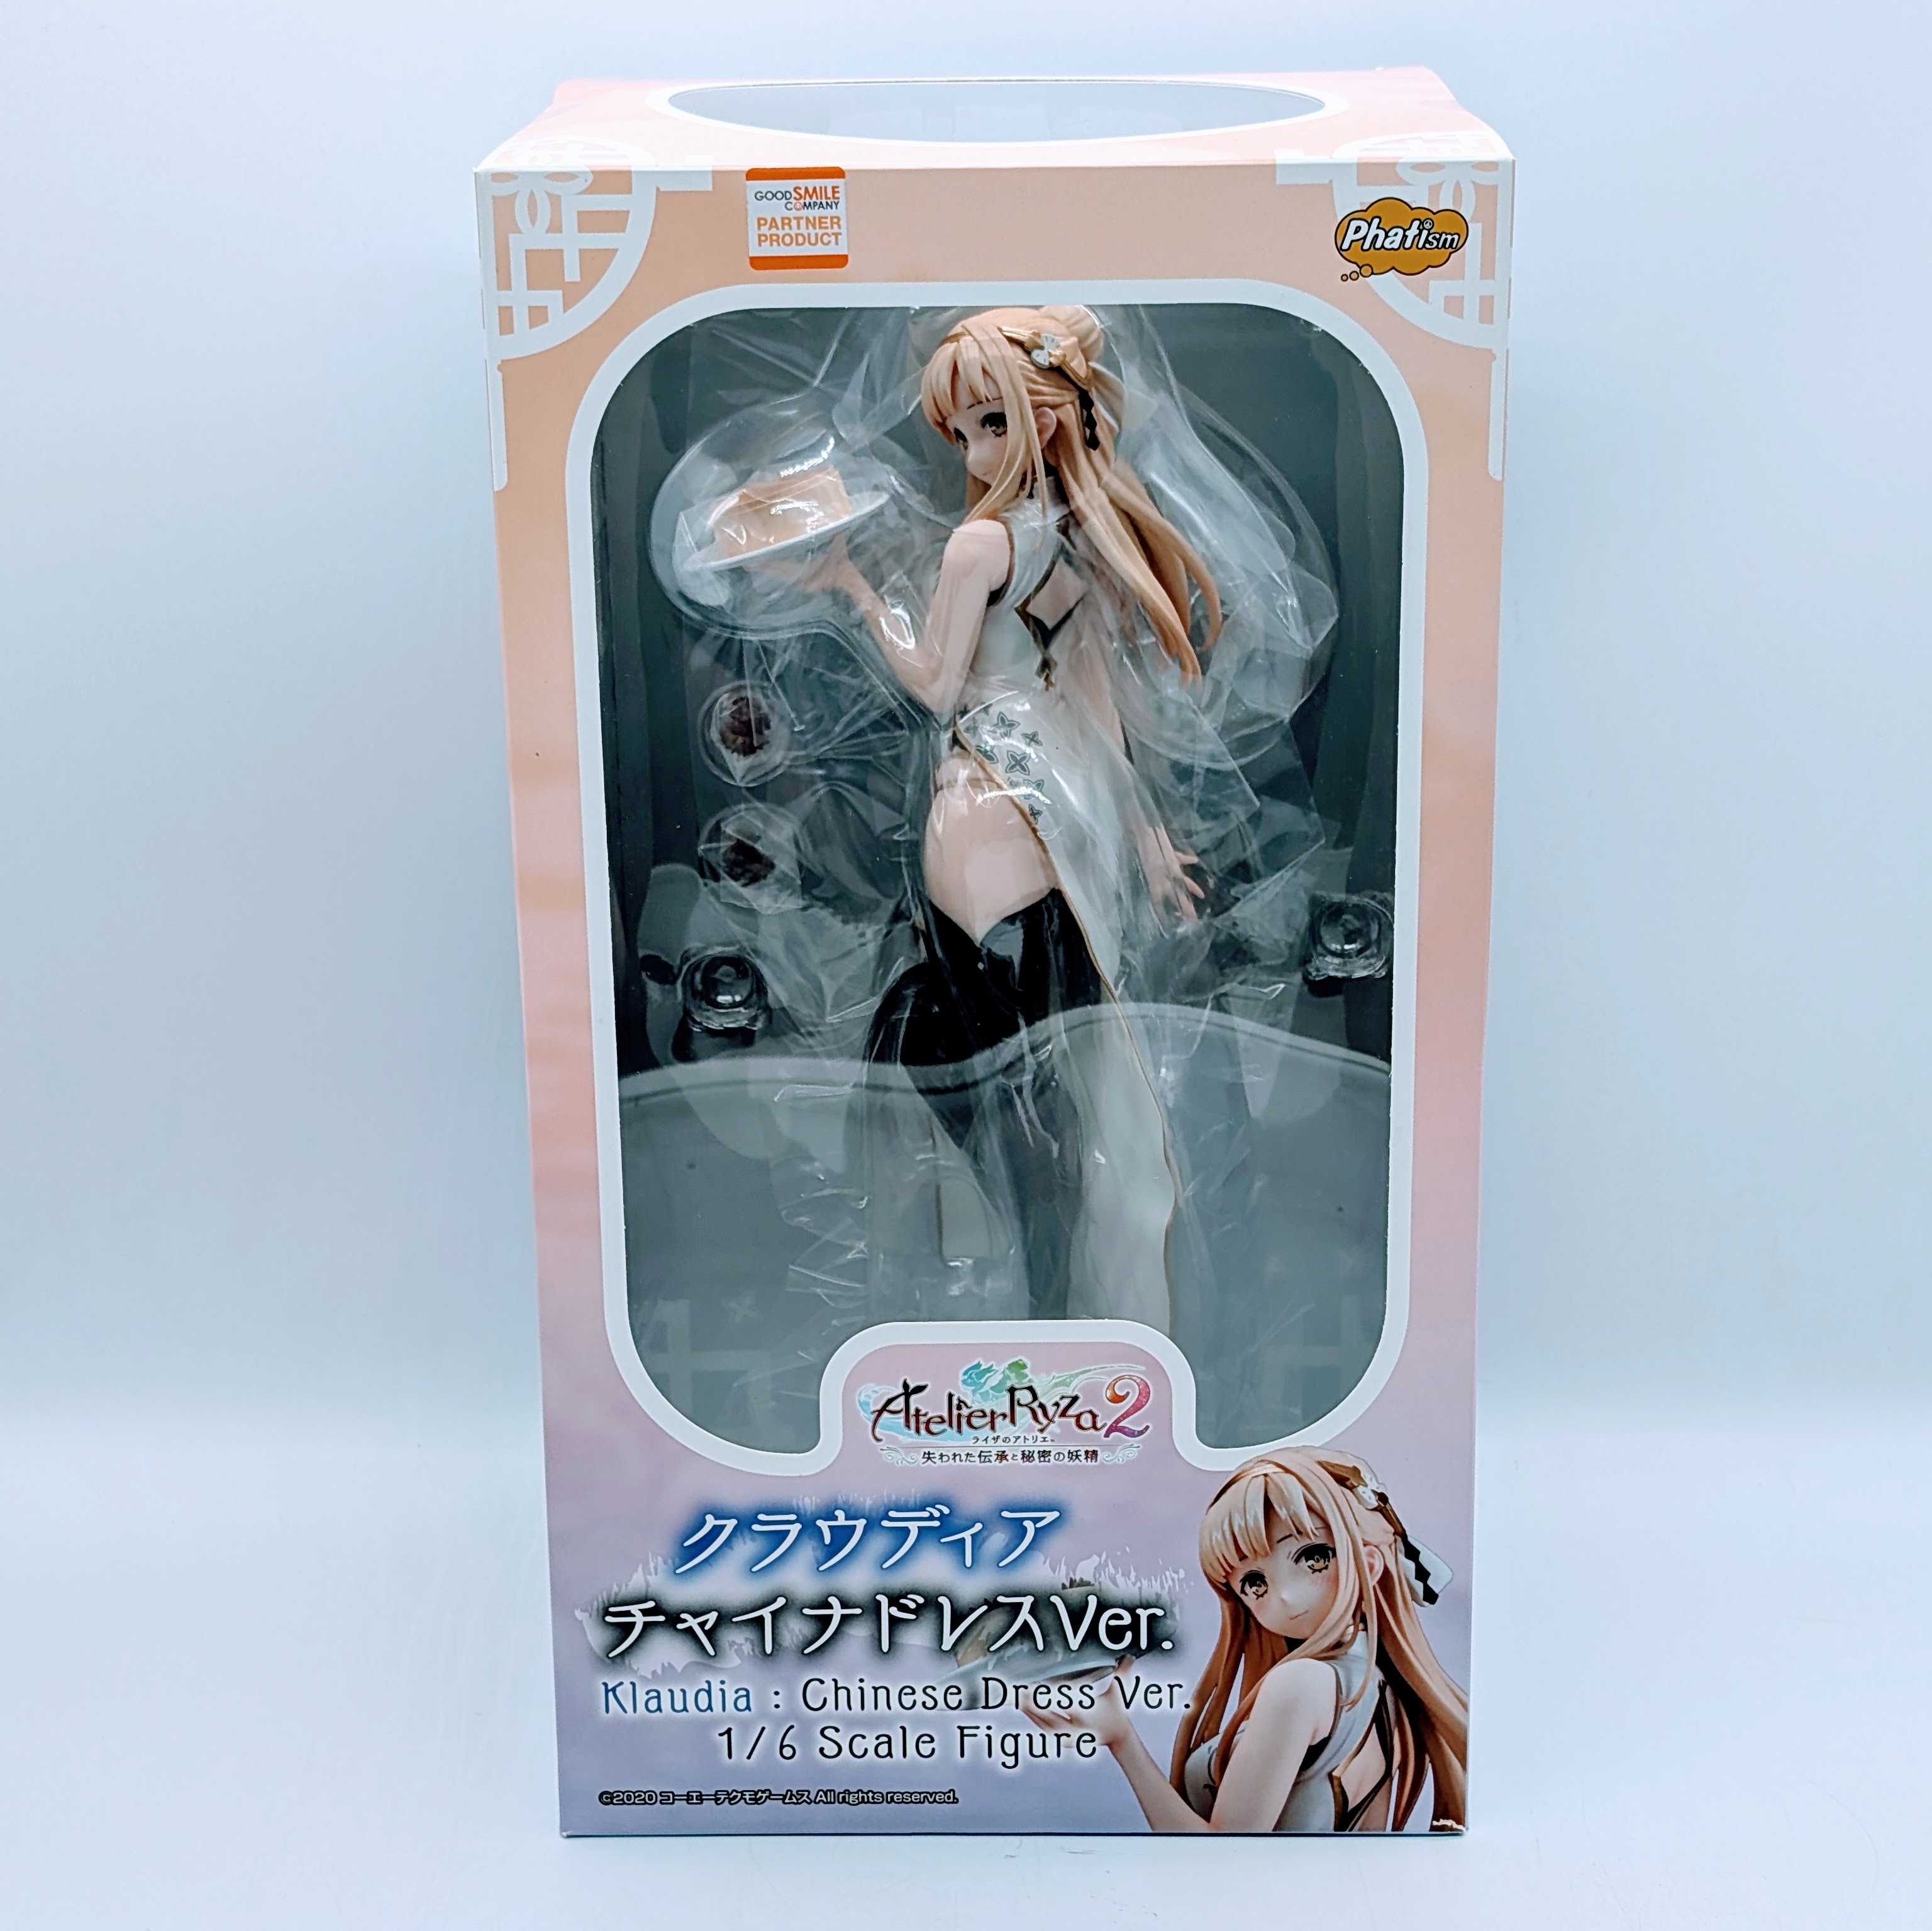 GOODSMILE
COMPANY
PARTNER
PRODUCT
Phatism
AtelierRyza2
ライザのアトリエ2
失われた伝承と秘密の妖精
クラウディア
チャイナドレスVer.
Klaudia : Chinese Dress Ver.
1/6 Scale Figure
©2020 コーエーテクモゲームス All rights reserved.